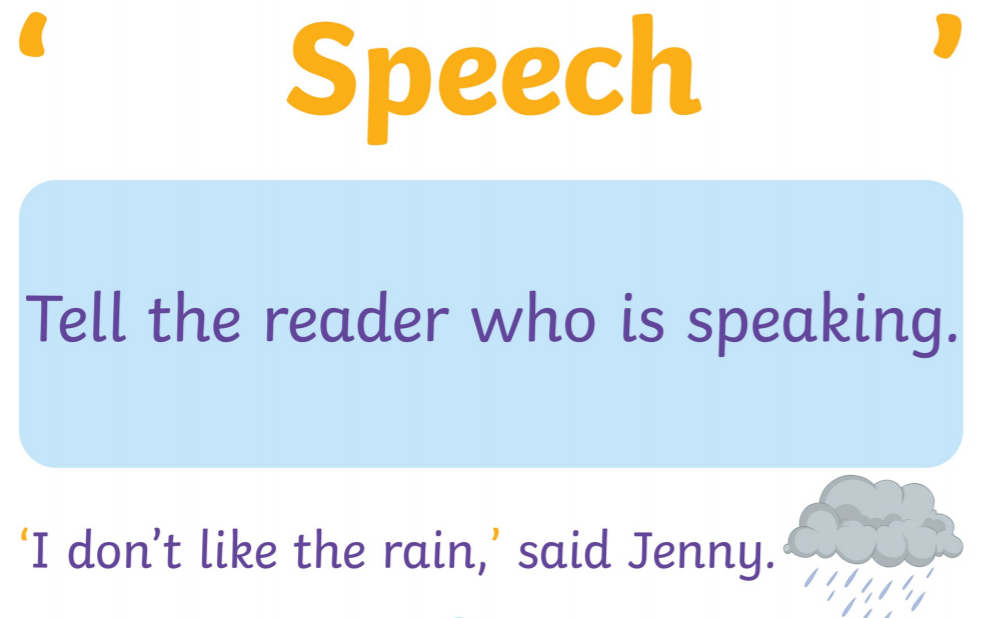 ‘ Speech ’
Tell the reader who is speaking.
‘I don’t like the rain,’ said Jenny.